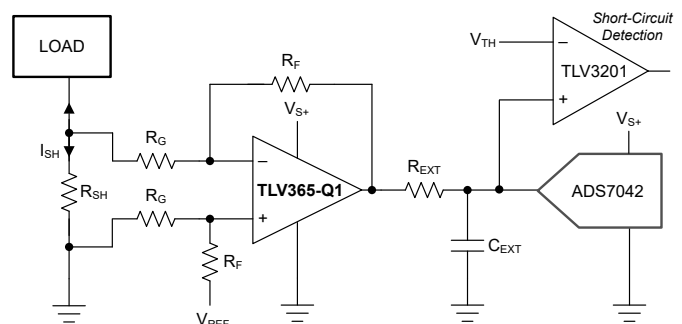 Short-Circuit
Detection
LOAD
V_TH
−
TLV3201
+
R_F
V_S+
V_S+
I_SH
R_G
−
R_EXT
R_SH
TLV365-Q1
ADS7042
R_G
+
R_F
C_EXT
V_REF